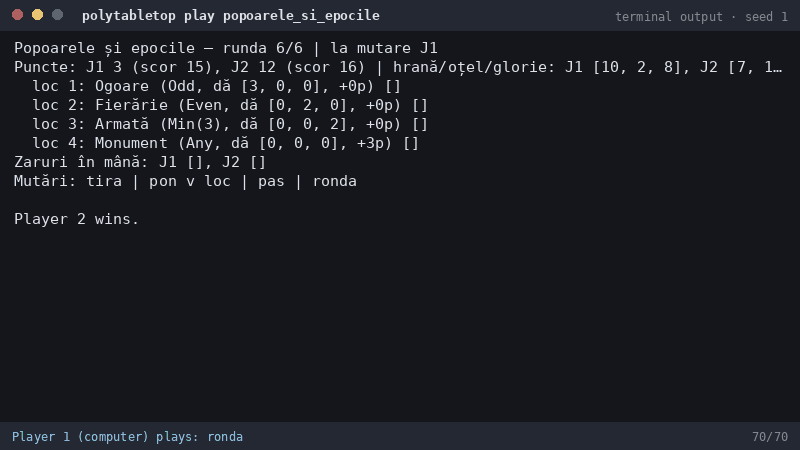 polytabletop play popoarele_si_epocile
terminal output · seed 1
Popoarele și epocile — runda 6/6 | la mutare J1
Puncte: J1 3 (scor 15), J2 12 (scor 16) | hrană/oțel/glorie: J1 [10, 2, 8], J2 [7, 1…
loc 1: Ogoare (Odd, dă [3, 0, 0], +0p) []
loc 2: Fierărie (Even, dă [0, 2, 0], +0p) []
loc 3: Armată (Min(3), dă [0, 0, 2], +0p) []
loc 4: Monument (Any, dă [0, 0, 0], +3p) []
Zaruri în mână: J1 [], J2 []
Mutări: tira | pon v loc | pas | ronda
Player 2 wins.
Player 1 (computer) plays: ronda
70/70